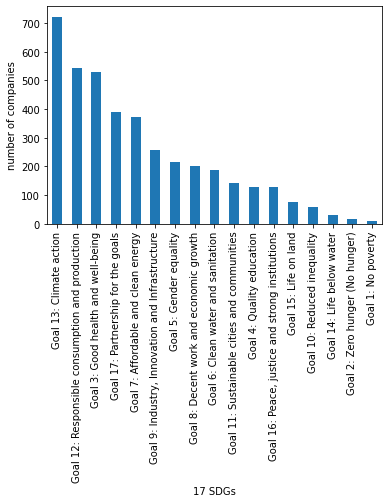 700
600
500
400
300
200
100
0
number of companies
Goal 13: Climate action
Goal 12: Responsible consumption and production
Goal 3: Good health and well-being
Goal 17: Partnership for the goals
Goal 7: Affordable and clean energy
Goal 9: Industry, Innovation and Infrastructure
Goal 5: Gender equality
Goal 8: Decent work and economic growth
Goal 6: Clean water and sanitation
Goal 11: Sustainable cities and communities
Goal 4: Quality education
Goal 16: Peace, justice and strong institutions
Goal 15: Life on land
Goal 10: Reduced inequality
Goal 14: Life below water
Goal 2: Zero hunger (No hunger)
Goal 1: No poverty
17 SDGs